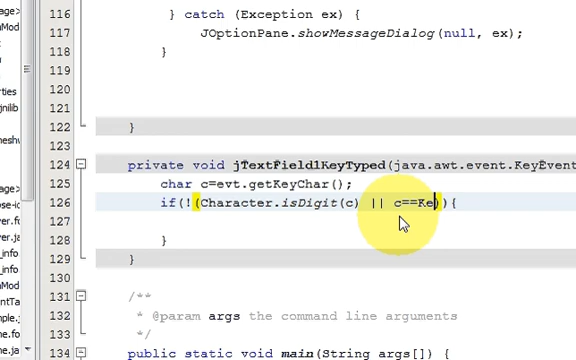 116 } catch (Exception ex) {
117 JOptionPane.showMessageDialog(null, ex);
118 }
119
120
121
122 }
123
124 private void jTextField1KeyTyped(java.awt.event.KeyEvent
125 char c=evt.getKeyChar();
126 if(!(Character.isDigit(c) || c==Ke)){
127
128 }
129 }
130
131 /**
132 * @param args the command line arguments
133 */
134 public static void main(String args[]) {